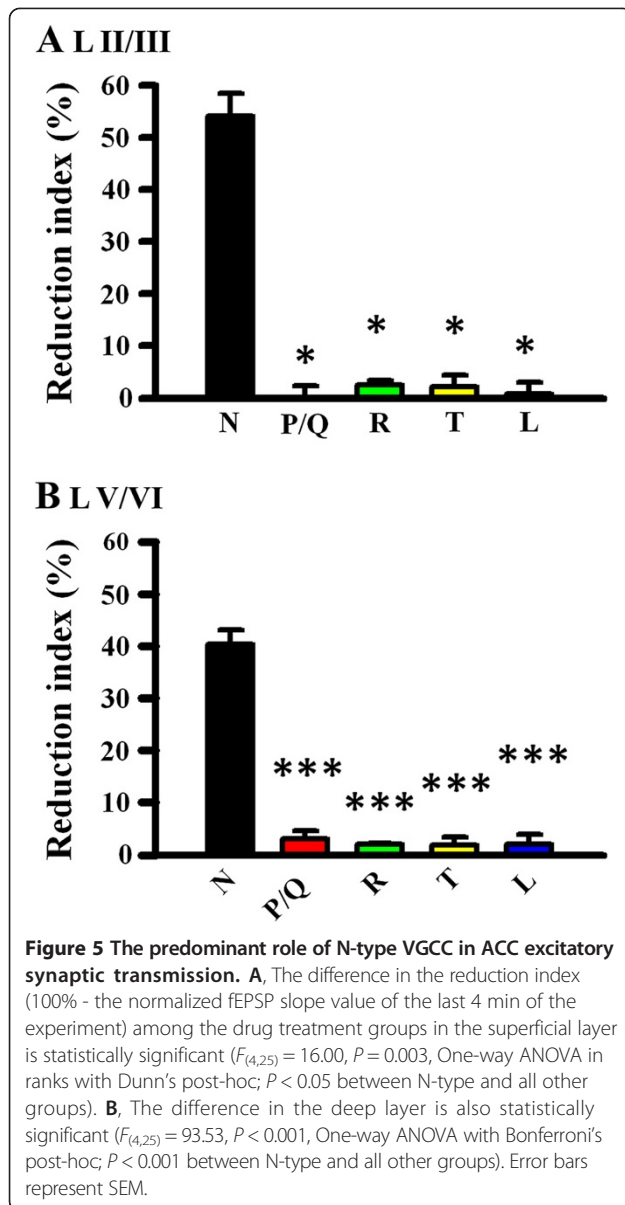 A L II/III
Reduction index (%)
60
50
40
30
20
10
0
* * * *
N P/Q R T L
B L V/VI
Reduction index (%)
60
50
40
30
20
10
0
*** *** *** ***
N P/Q R T L
Figure 5 The predominant role of N-type VGCC in ACC excitatory
synaptic transmission. A, The difference in the reduction index
(100% - the normalized fEPSP slope value of the last 4 min of the
experiment) among the drug treatment groups in the superficial layer
is statistically significant (F(4,25) = 16.00, P = 0.003, One-way ANOVA in
ranks with Dunn's post-hoc; P < 0.05 between N-type and all other
groups). B, The difference in the deep layer is also statistically
significant (F(4,25) = 93.53, P < 0.001, One-way ANOVA with Bonferroni's
post-hoc; P < 0.001 between N-type and all other groups). Error bars
represent SEM.